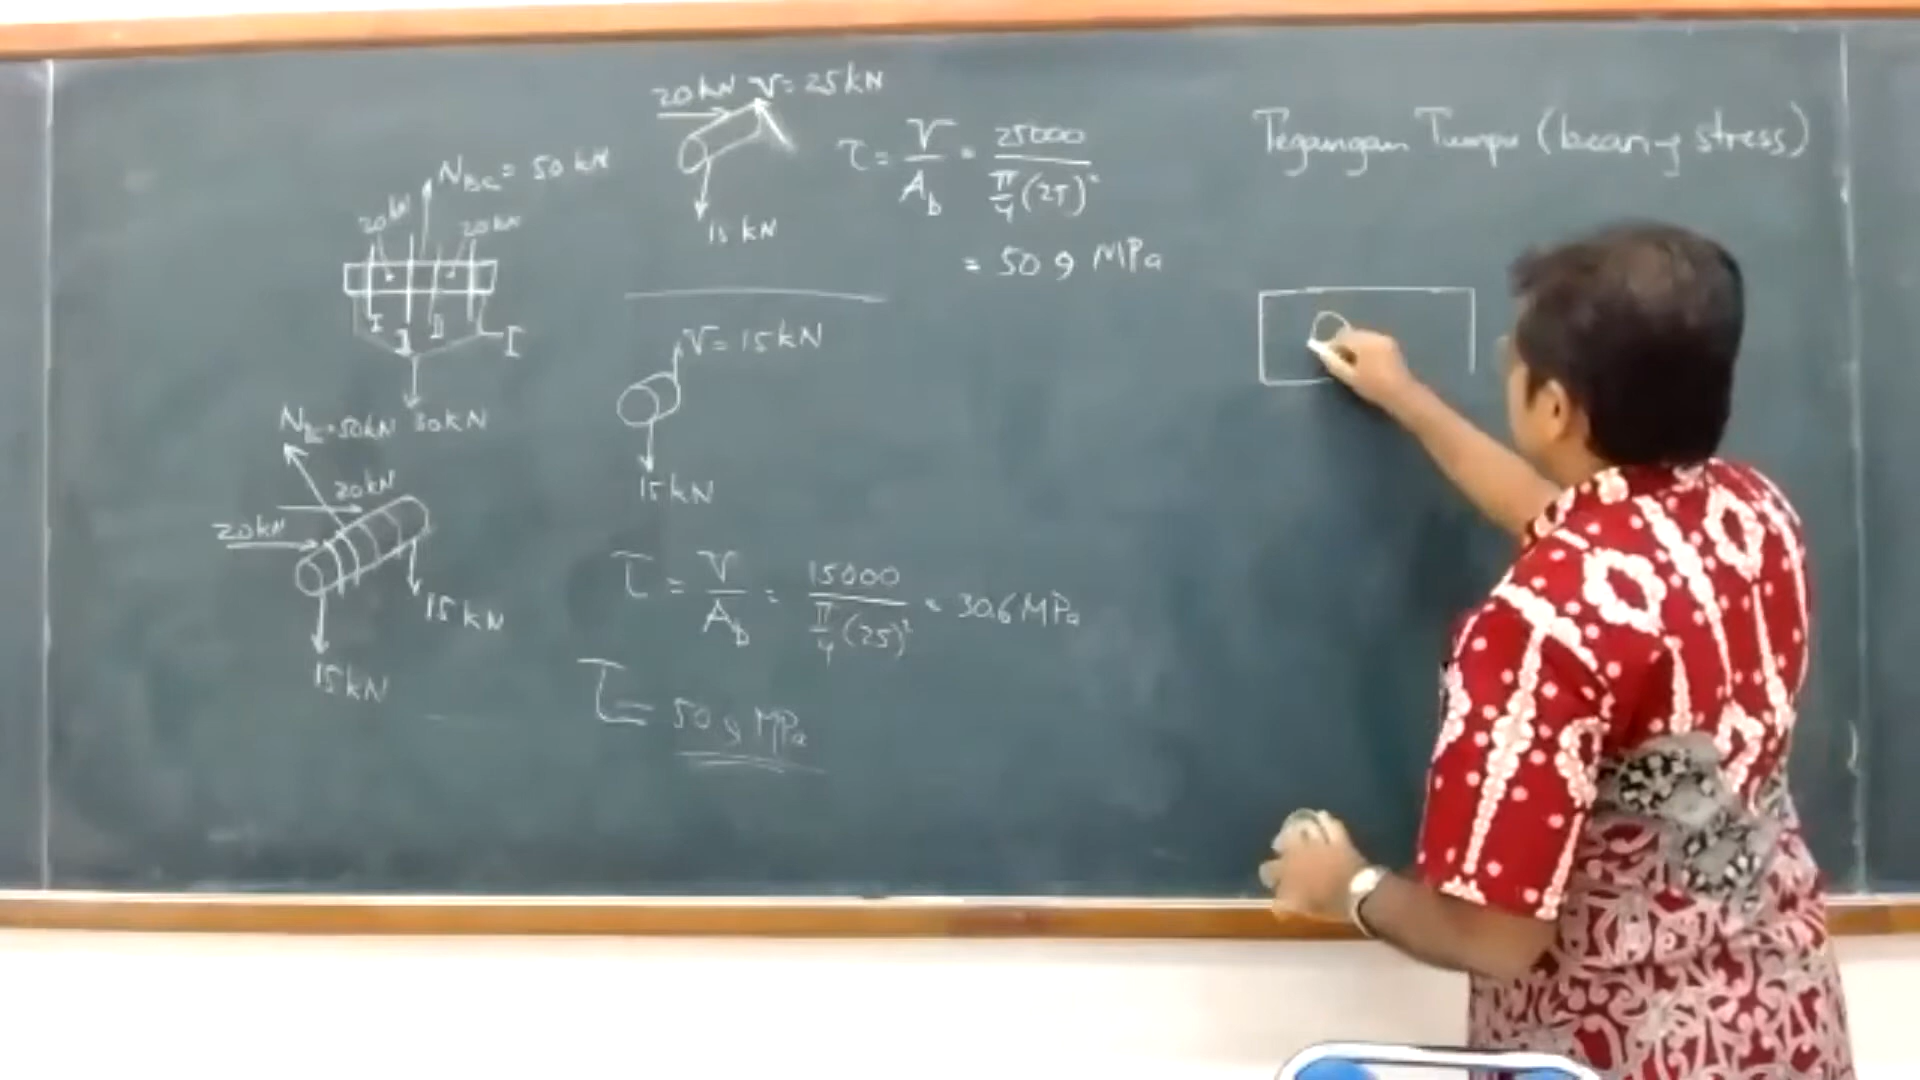 N_BC = 50 kN
20 kN
20 kN
I
II
II
I
30 kN
N_BC = 50 kN
20 kN
20 kN
15 kN
15 kN
20 kN V = 25 kN
15 kN
τ = V / A_b = 25000 / (π/4 (25)²)
= 50 9 MPa
V = 15 kN
15 kN
τ = V / A_b = 15000 / (π/4 (25)²) = 30.6 MPa
τ = 50 9 MPa
Tegangan Tumpu (bearing stress)